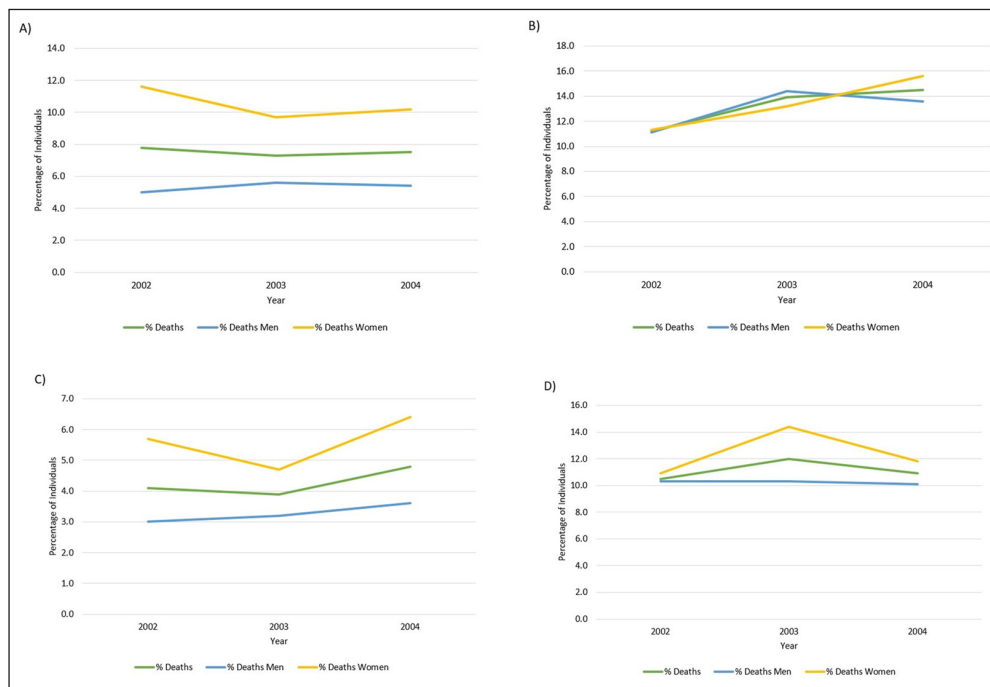 A)
14.0
12.0
10.0
8.0
6.0
4.0
2.0
0.0
Percentage of Individuals
2002 2003 2004
Year
% Deaths % Deaths Men % Deaths Women
B)
18.0
16.0
14.0
12.0
10.0
8.0
6.0
4.0
2.0
0.0
Percentage of Individuals
2002 2003 2004
Year
% Deaths % Deaths Men % Deaths Women
C)
7.0
6.0
5.0
4.0
3.0
2.0
1.0
0.0
Percentage of Individuals
2002 2003 2004
Year
% Deaths % Deaths Men % Deaths Women
D)
16.0
14.0
12.0
10.0
8.0
6.0
4.0
2.0
0.0
Percentage of Individuals
2002 2003 2004
Year
% Deaths % Deaths Men % Deaths Women